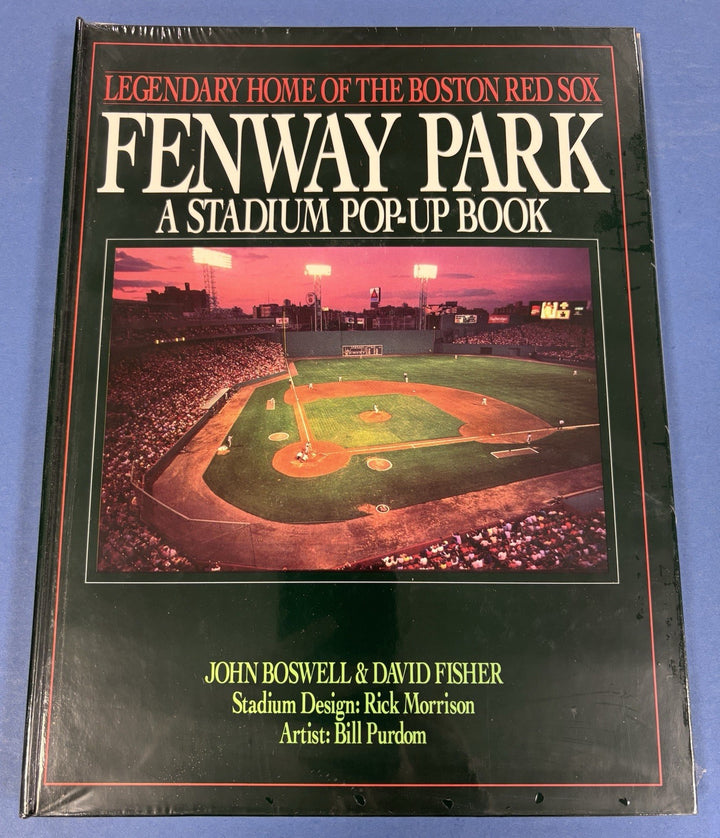 LEGENDARY HOME OF THE BOSTON RED SOX
FENWAY PARK
A STADIUM POP-UP BOOK
JOHN BOSWELL & DAVID FISHER
Stadium Design: Rick Morrison
Artist: Bill Purdom